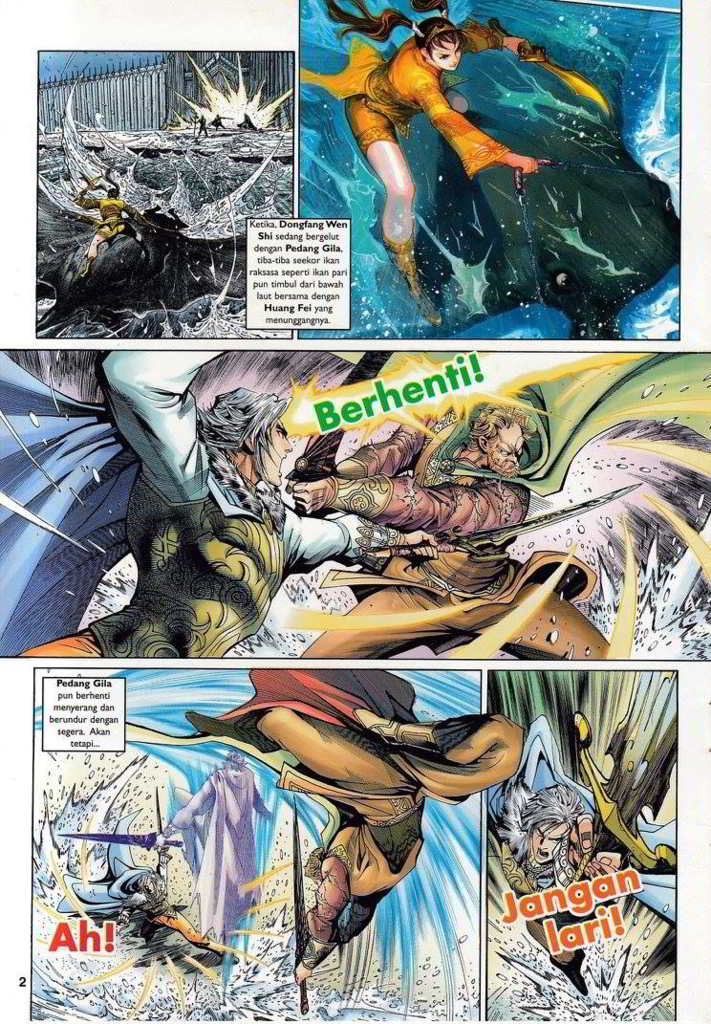 Ketika, Dongfang Wen
Shi sedang bergelut
dengan Pedang Gila,
tiba-tiba seekor ikan
raksasa seperti ikan pari
pun timbul dari bawah
laut bersama dengan
Huang Fei yang
menunggangnya.
Berhenti!
Pedang Gila
pun berhenti
menyerang dan
berundur dengan
segera. Akan
tetapi...
Ah!
Jangan
lari!
2